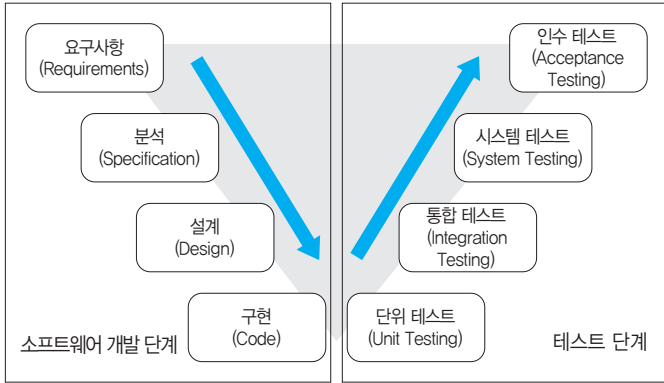 요구사항
(Requirements)
분석
(Specification)
설계
(Design)
구현
(Code)
소프트웨어 개발 단계
인수 테스트
(Acceptance
Testing)
시스템 테스트
(System Testing)
통합 테스트
(Integration
Testing)
단위 테스트
(Unit Testing)
테스트 단계